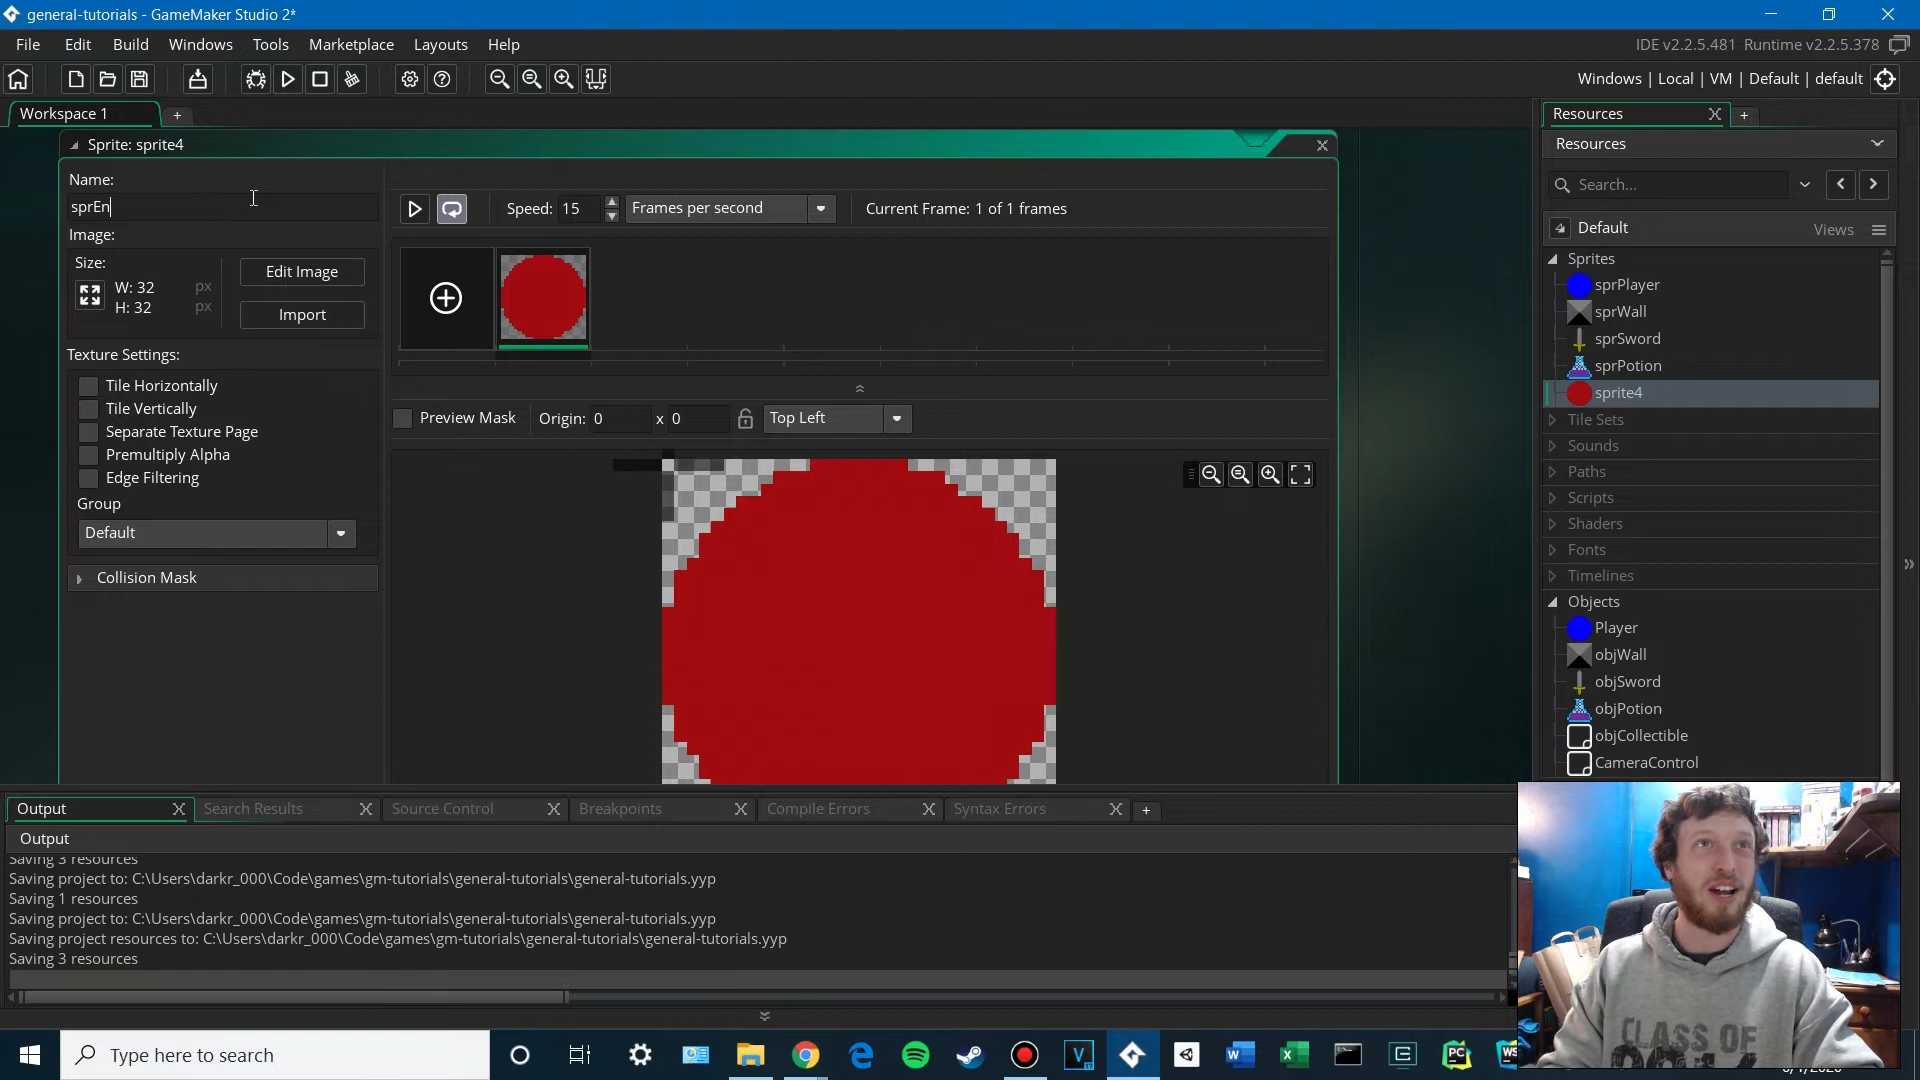 general-tutorials - GameMaker Studio 2*
File Edit Build Windows Tools Marketplace Layouts Help
IDE v2.2.5.481 Runtime v2.2.5.378
Windows | Local | VM | Default | default
Workspace 1
Sprite: sprite4
Name:
sprEn
Image:
Size:
W: 32 px
H: 32 px
Edit Image
Import
Texture Settings:
Tile Horizontally
Tile Vertically
Separate Texture Page
Premultiply Alpha
Edge Filtering
Group
Default
Collision Mask
Speed: 15 Frames per second
Current Frame: 1 of 1 frames
Preview Mask
Origin: 0 x 0
Top Left
Resources
Resources
Search...
Default
Views
Sprites
sprPlayer
sprWall
sprSword
sprPotion
sprite4
Tile Sets
Sounds
Paths
Scripts
Shaders
Fonts
Timelines
Objects
Player
objWall
objSword
objPotion
objCollectible
CameraControl
Output Search Results Source Control Breakpoints Compile Errors Syntax Errors
Output
Saving 3 resources
Saving project to: C:\Users\darkr_000\Code\games\gm-tutorials\general-tutorials\general-tutorials.yyp
Saving 1 resources
Saving project to: C:\Users\darkr_000\Code\games\gm-tutorials\general-tutorials\general-tutorials.yyp
Saving project resources to: C:\Users\darkr_000\Code\games\gm-tutorials\general-tutorials\general-tutorials.yyp
Saving 3 resources
CLASS OF
Type here to search